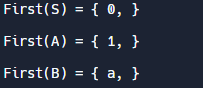 First(S) = { 0, }
First(A) = { 1, }
First(B) = { a, }